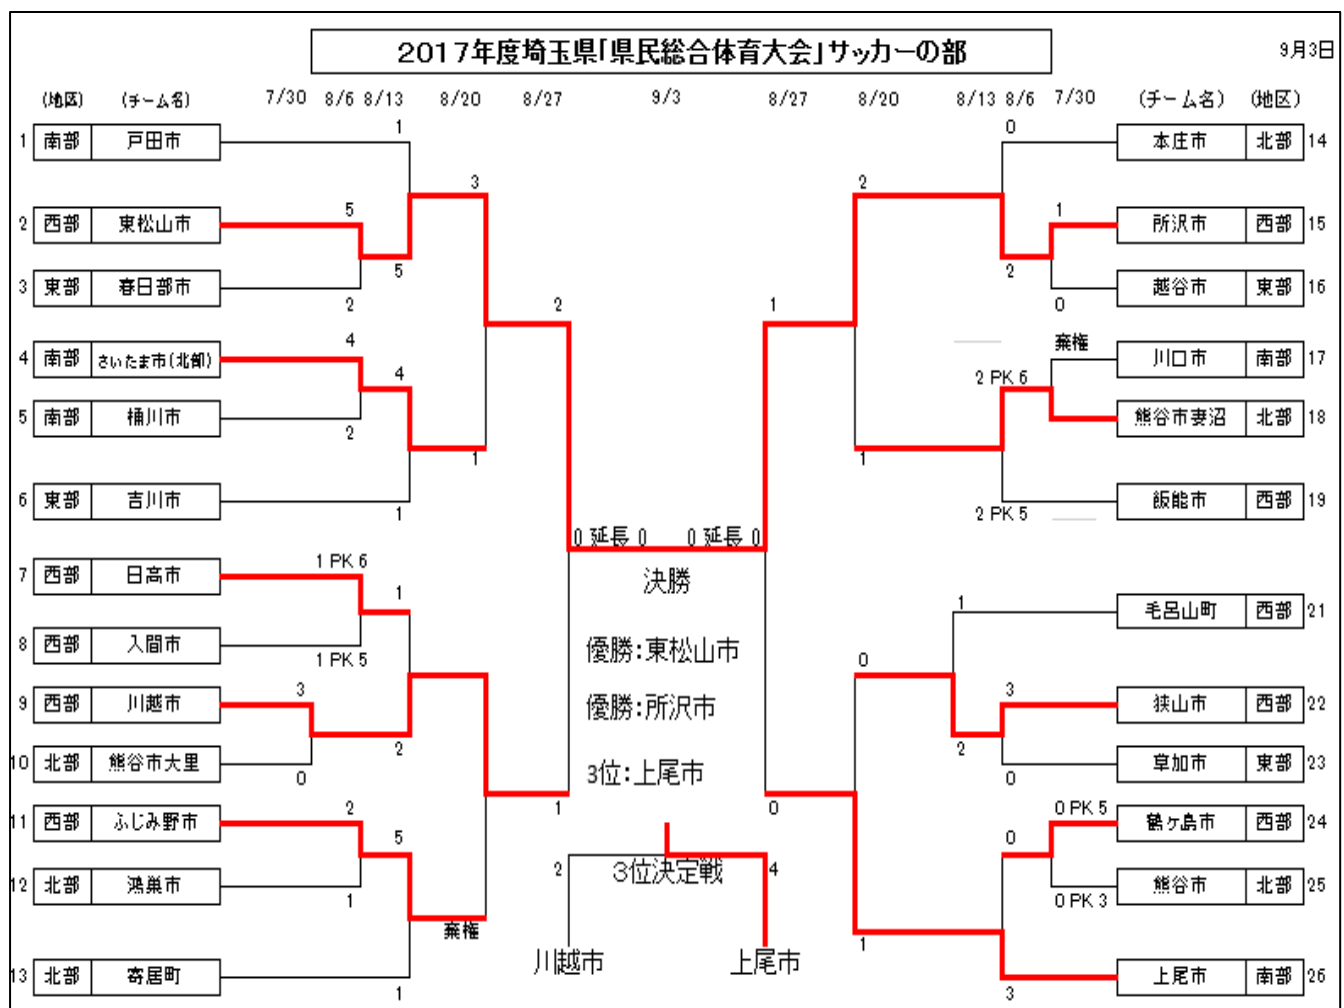 2017年度埼玉県「県民総合体育大会」サッカーの部
9月3日
(地区) (チーム名) 7/30 8/6 8/13 8/20 8/27 9/3 8/27 8/20 8/13 8/6 7/30 (チーム名) (地区)
1 南部 戸田市 1 0 本庄市 北部 14
3 2
2 西部 東松山市 5 1 所沢市 西部 15
5 2
3 東部 春日部市 2 0 越谷市 東部 16
2 1
4 南部 さいたま市(北部) 4 棄権 川口市 南部 17
4 2 PK 6
5 南部 桶川市 2 熊谷市妻沼 北部 18
1 1
6 東部 吉川市 1 2 PK 5 飯能市 西部 19
0 延長 0 0 延長 0
決勝
7 西部 日高市 1 PK 6
1 1 毛呂山町 西部 21
8 西部 入間市 1 PK 5
優勝:東松山市
0
9 西部 川越市 3 3 狭山市 西部 22
優勝:所沢市
2 2
10 北部 熊谷市大里 0 0 草加市 東部 23
3位:上尾市
1 0
11 西部 ふじみ野市 2 0 PK 5 鶴ヶ島市 西部 24
5 0
2 3位決定戦 4
12 北部 鴻巣市 1 0 PK 3 熊谷市 北部 25
棄権 1
川越市 上尾市
13 北部 寄居町 1 3 上尾市 南部 26